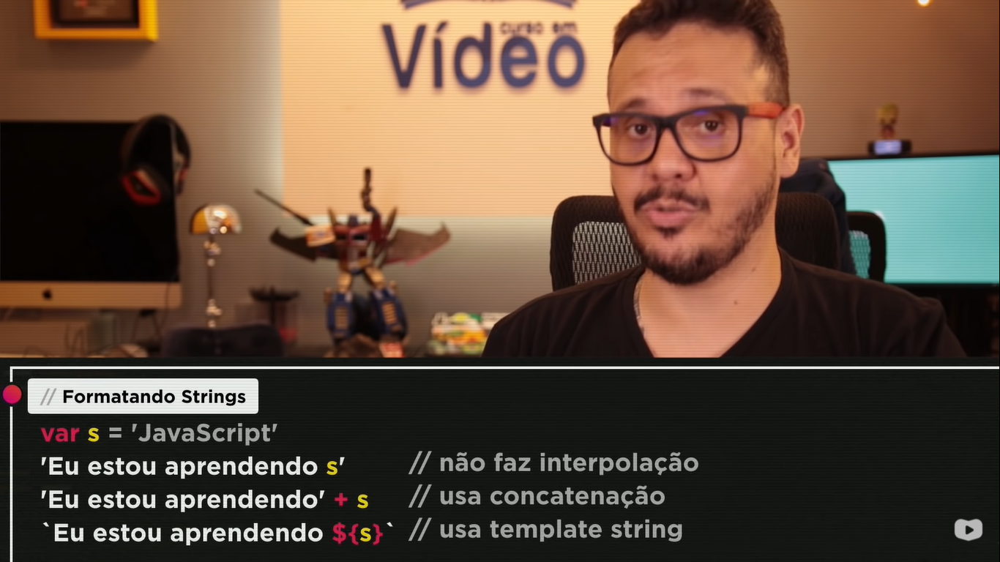 curso em
Vídeo
// Formatando Strings
var s = 'JavaScript'
'Eu estou aprendendo s' // não faz interpolação
'Eu estou aprendendo' + s // usa concatenação
`Eu estou aprendendo ${s}` // usa template string